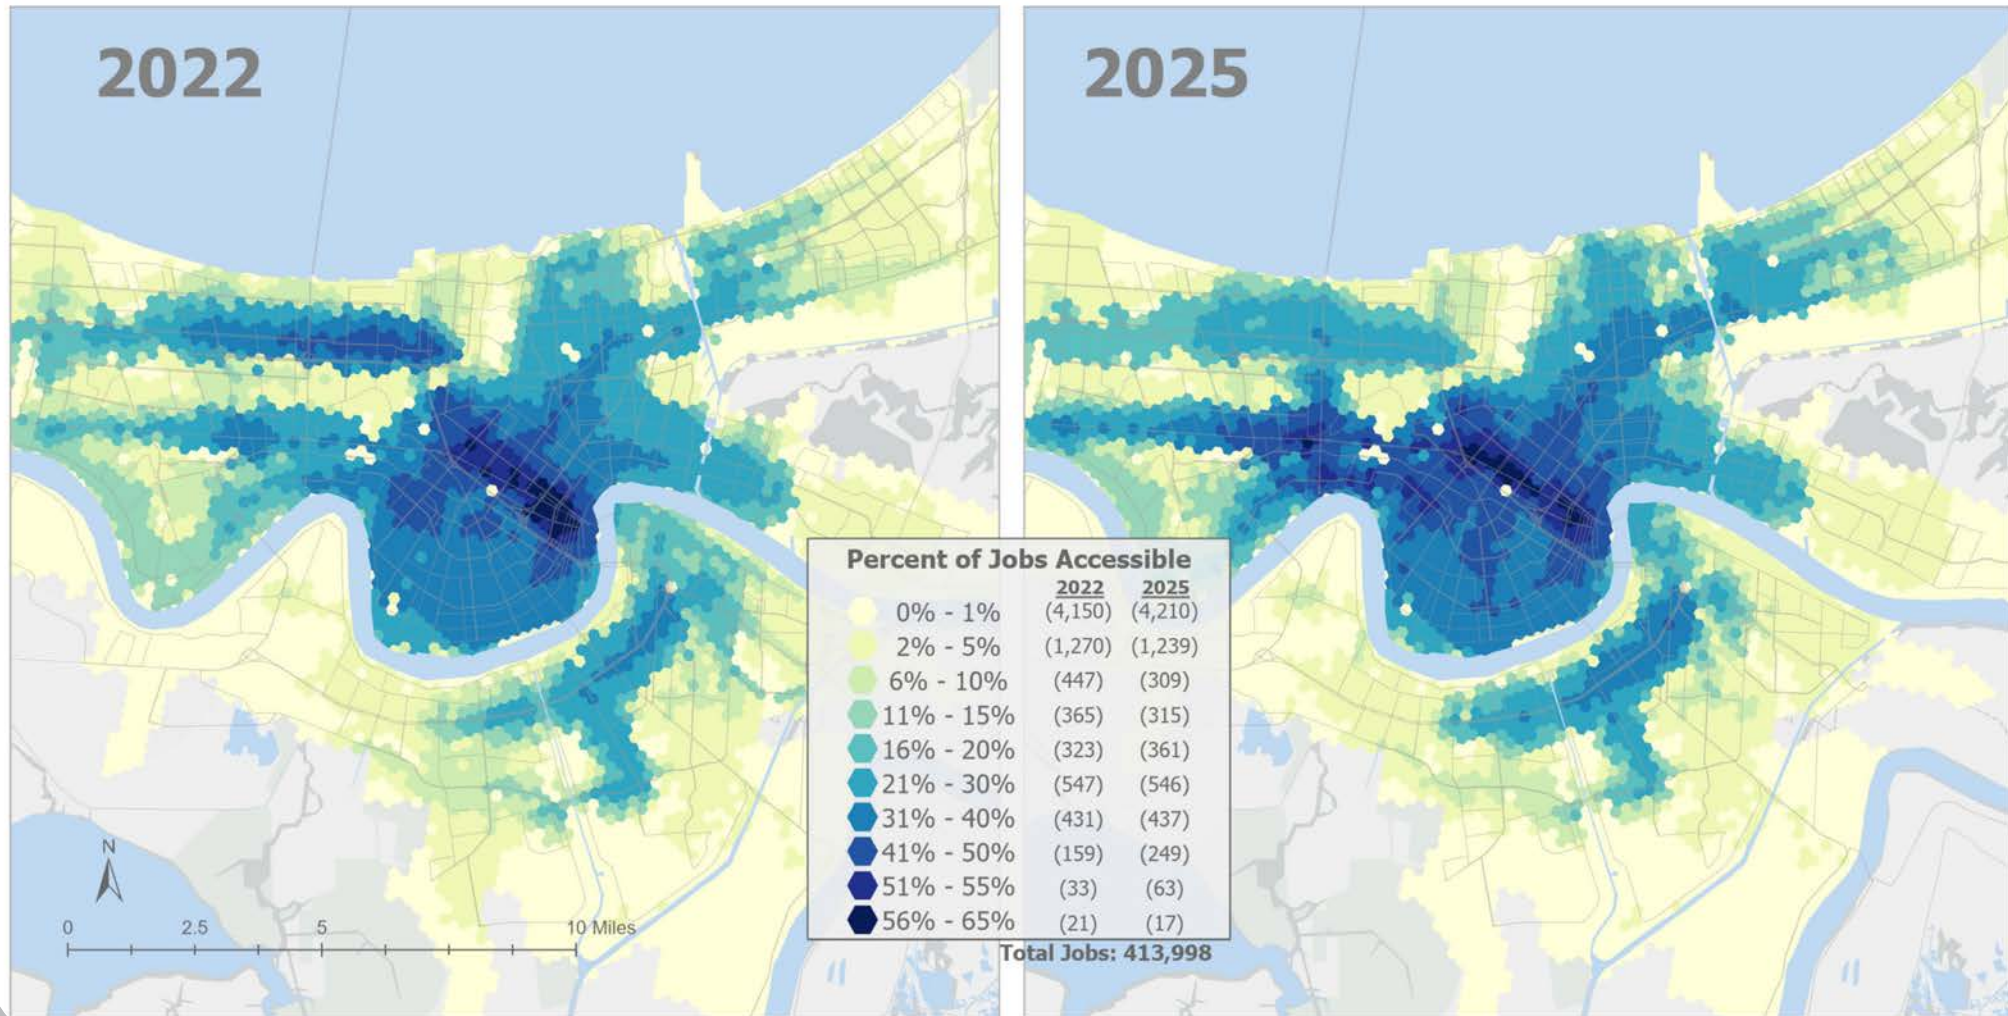 2022
2025
Percent of Jobs Accessible
2022 2025
0% - 1% (4,150) (4,210)
2% - 5% (1,270) (1,239)
6% - 10% (447) (309)
11% - 15% (365) (315)
16% - 20% (323) (361)
21% - 30% (547) (546)
31% - 40% (431) (437)
41% - 50% (159) (249)
51% - 55% (33) (63)
56% - 65% (21) (17)
Total Jobs: 413,998
N
0 2.5 5 10 Miles